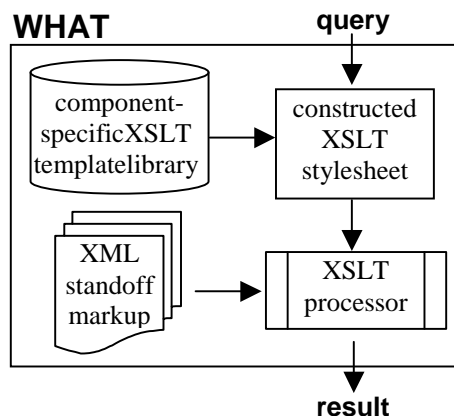 WHAT
query
component-
specificXSLT
templatelibrary
constructed
XSLT
stylesheet
XML
standoff
markup
XSLT
processor
result